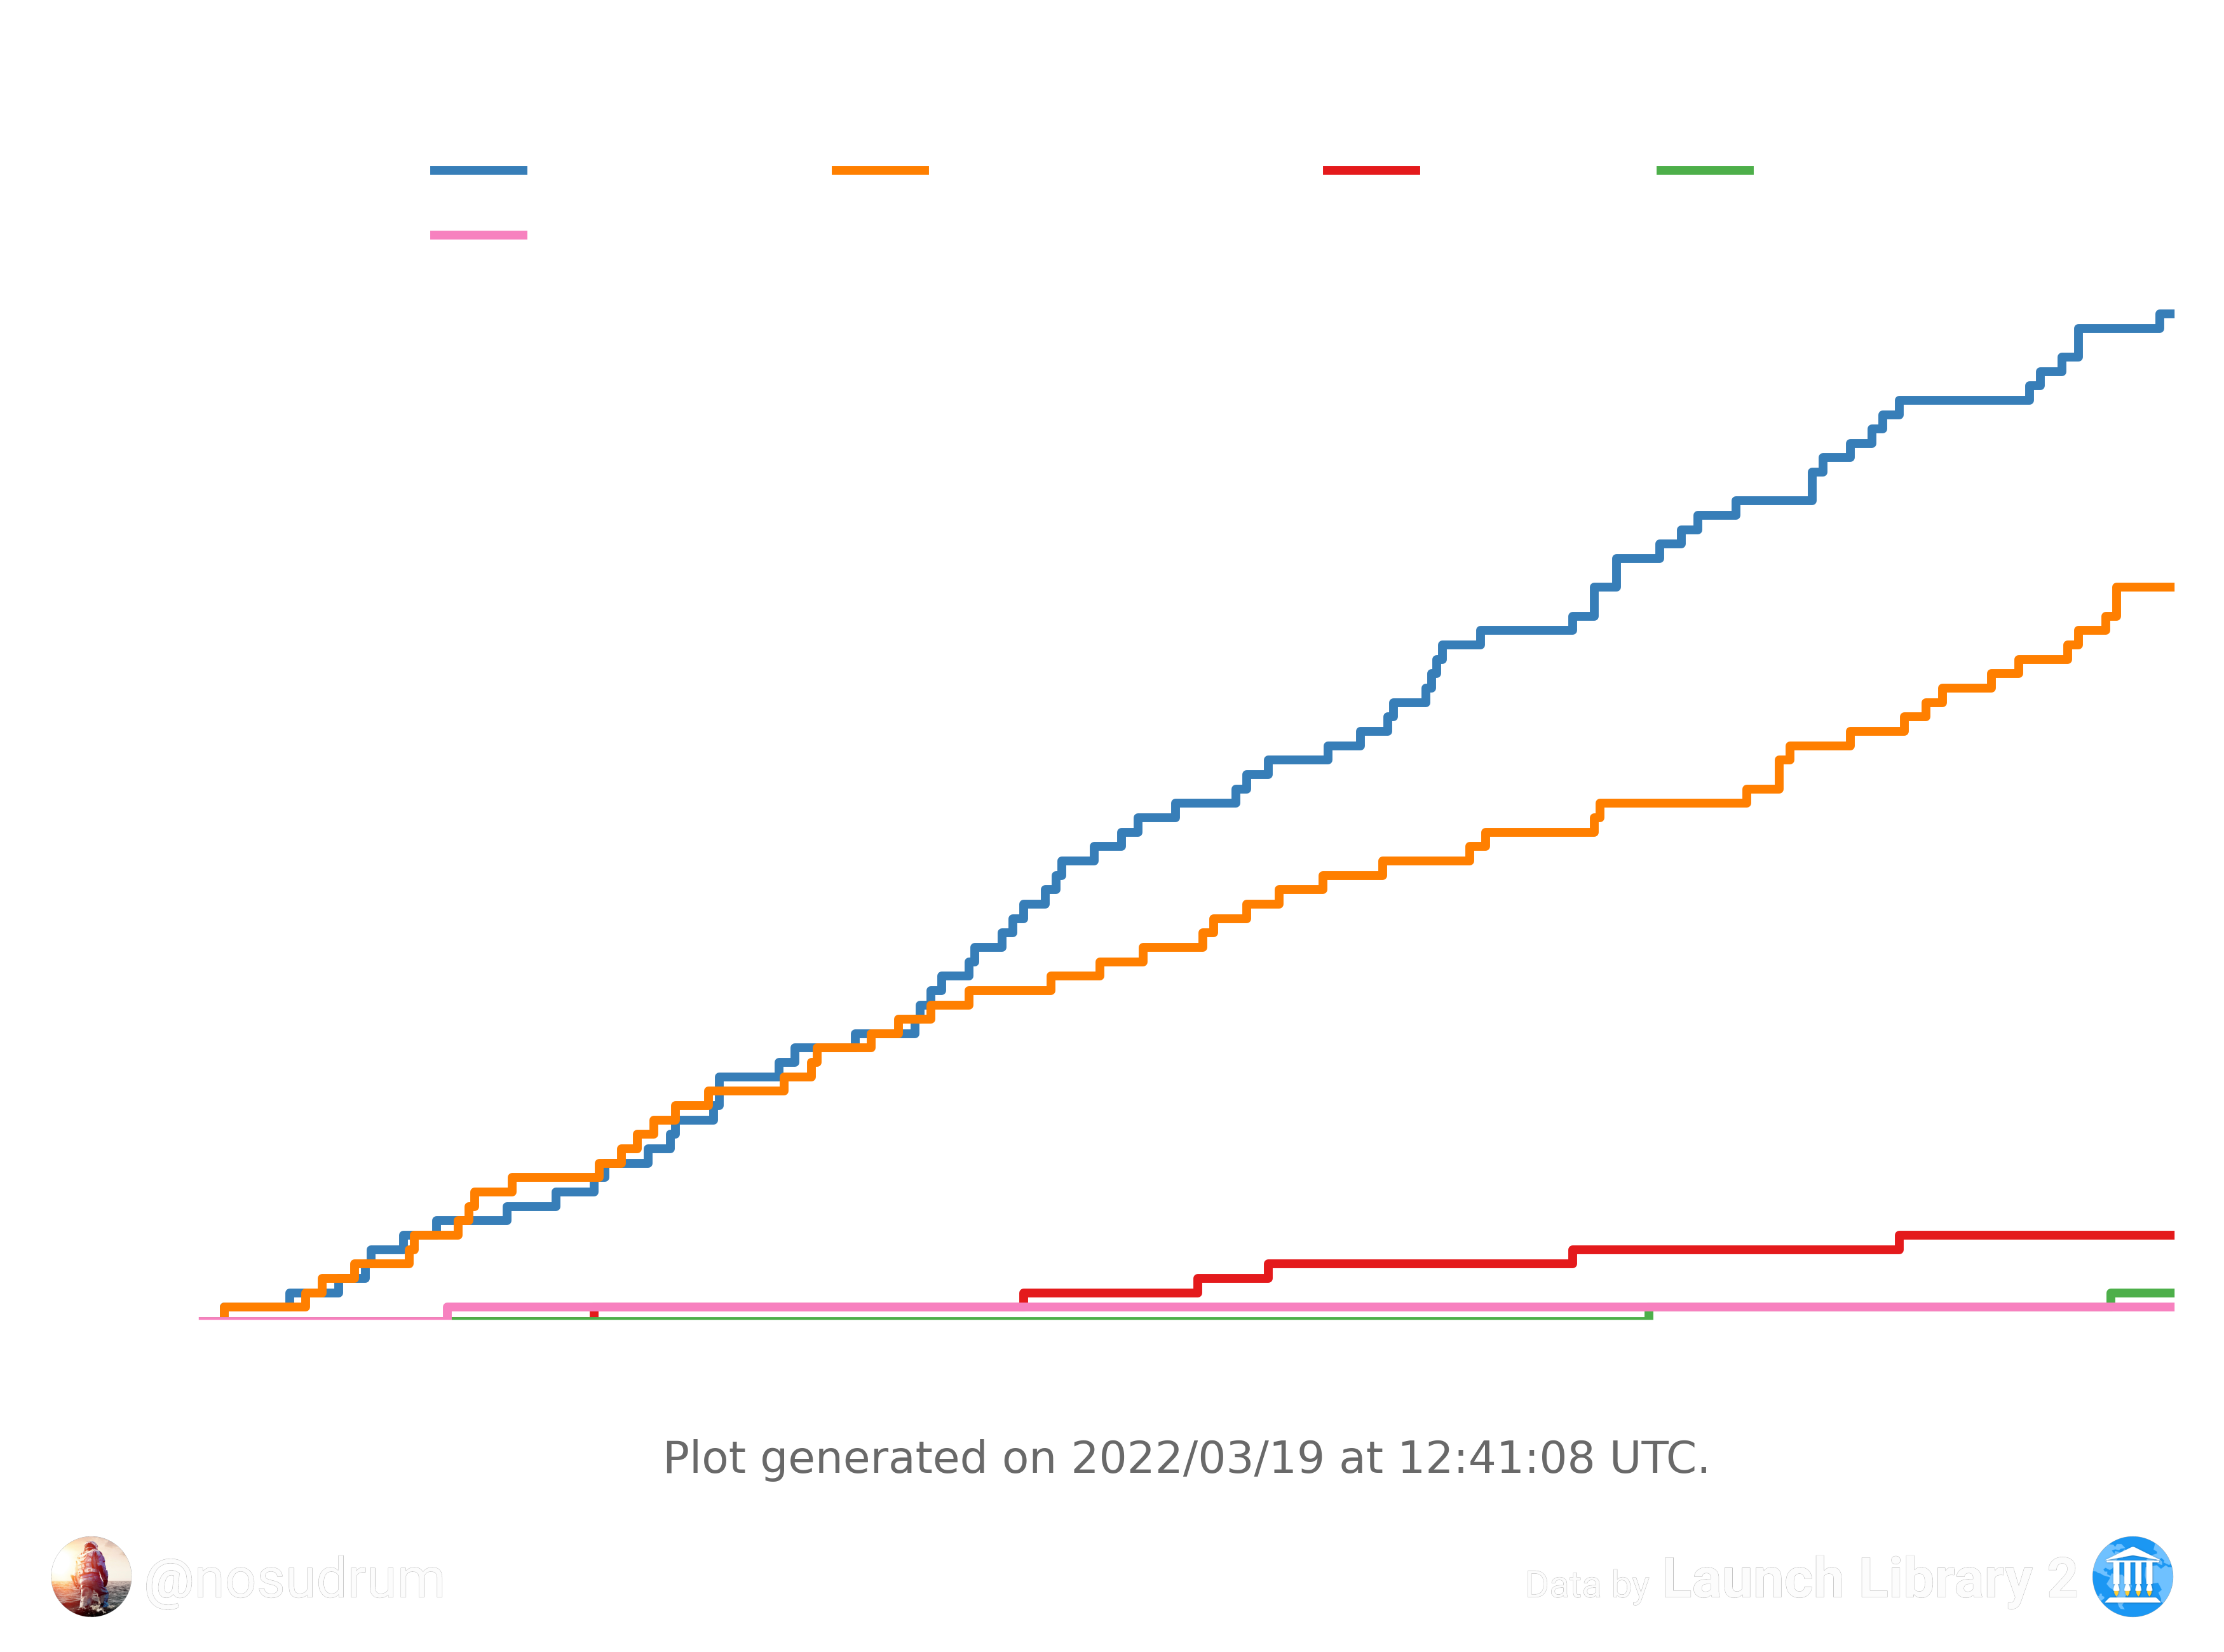 Plot generated on 2022/03/19 at 12:41:08 UTC.
@nosudrum
Data by Launch Library 2